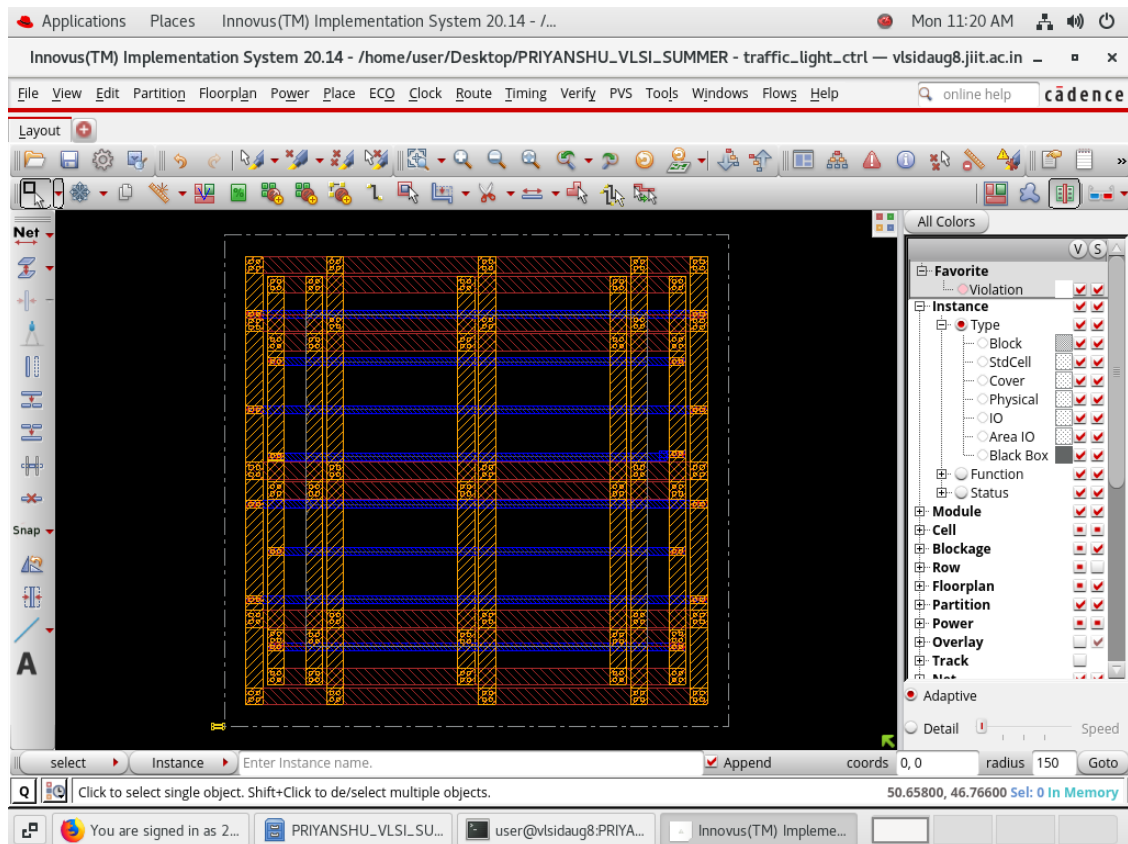 Applications Places Innovus(TM) Implementation System 20.14 - /... Mon 11:20 AM
Innovus(TM) Implementation System 20.14 - /home/user/Desktop/PRIYANSHU_VLSI_SUMMER - traffic_light_ctrl — vlsidaug8.jiit.ac.in
File View Edit Partition Floorplan Power Place ECO Clock Route Timing Verify PVS Tools Windows Flows Help online help cādence
Layout
All Colors
Net
V S
Favorite
Violation
Instance
Type
Block
StdCell
Cover
Physical
IO
Area IO
Black Box
Function
Status
Snap
Module
Cell
Blockage
Row
Floorplan
Partition
Power
Overlay
Track
Net
A
Adaptive
Detail Speed
select Instance Enter Instance name. Append coords 0, 0 radius 150 Goto
Q Click to select single object. Shift+Click to de/select multiple objects. 50.65800, 46.76600 Sel: 0 In Memory
You are signed in as 2... PRIYANSHU_VLSI_SU... user@vlsidaug8:PRIYA... Innovus(TM) Impleme...